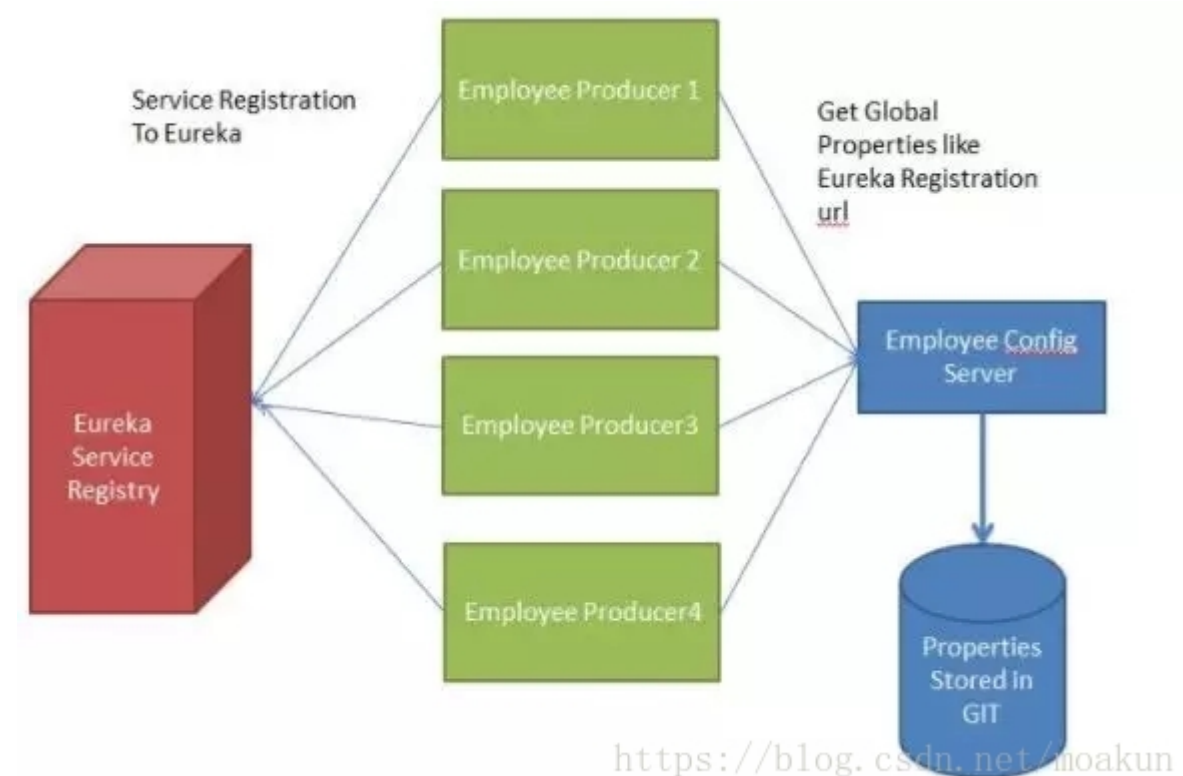 Service Registration
To Eureka
Employee Producer 1
Get Global
Properties like
Eureka Registration
url
Employee Producer 2
Employee Config
Server
Eureka
Service
Registry
Employee Producer3
Employee Producer4
Properties
Stored in
GIT
https://blog.csdn.net/moakun